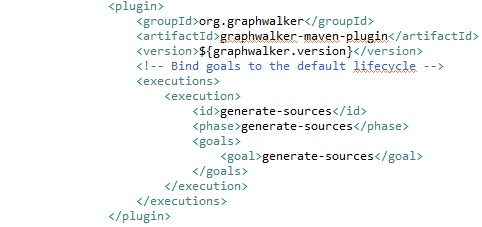 <plugin>
    <groupId>org.graphwalker</groupId>
    <artifactId>graphwalker-maven-plugin</artifactId>
    <version>${graphwalker.version}</version>
    <!-- Bind goals to the default lifecycle -->
    <executions>
        <execution>
            <id>generate-sources</id>
            <phase>generate-sources</phase>
            <goals>
                <goal>generate-sources</goal>
            </goals>
        </execution>
    </executions>
</plugin>